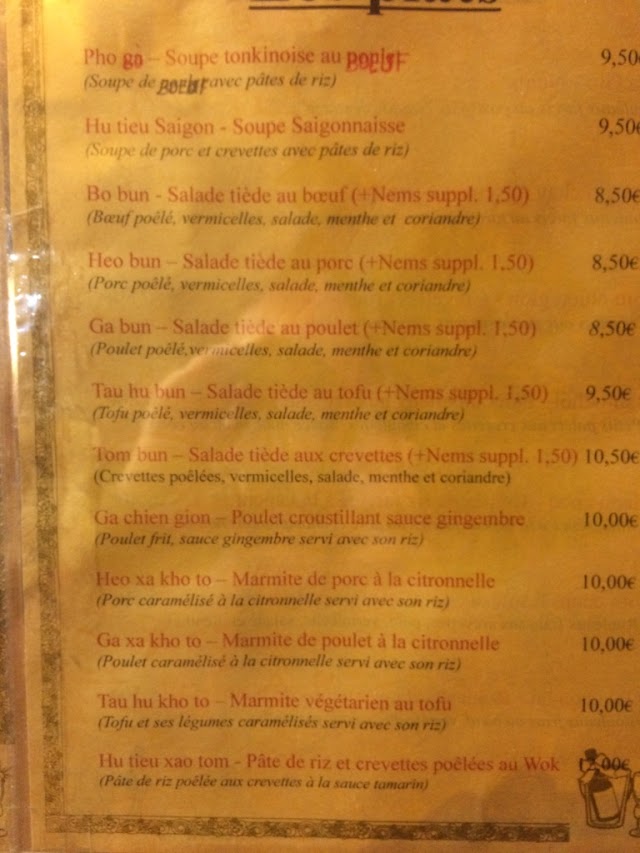 Pho gò – Soupe tonkinoise au BOEUF 9,50
(Soupe de BOEUF avec pâtes de riz)
Hu tieu Saigon - Soupe Saigonnaisse 9,50
(Soupe de porc et crevettes avec pâtes de riz)
Bo bun - Salade tiède au bœuf (+Nems suppl. 1,50) 8,50€
(Bœuf poêlé, vermicelles, salade, menthe et coriandre)
Heo bun – Salade tiède au porc (+Nems suppl. 1,50) 8,50€
(Porc poêlé, vermicelles, salade, menthe et coriandre)
Ga bun – Salade tiède au poulet (+Nems suppl. 1,50) 8,50€
(Poulet poêlé,vermicelles, salade, menthe et coriandre)
Tau hu bun – Salade tiède au tofu (+Nems suppl. 1,50) 9,50€
(Tofu poêlé, vermicelles, salade, menthe et coriandre)
Tom bun – Salade tiède aux crevettes (+Nems suppl. 1,50) 10,50€
(Crevettes poêlées, vermicelles, salade, menthe et coriandre)
Ga chien gion – Poulet croustillant sauce gingembre 10,00€
(Poulet frit, sauce gingembre servi avec son riz)
Heo xa kho to – Marmite de porc à la citronnelle 10,00€
(Porc caramélisé à la citronnelle servi avec son riz)
Ga xa kho to – Marmite de poulet à la citronnelle 10,00€
(Poulet caramélisé à la citronnelle servi avec son riz)
Tau hu kho to – Marmite végétarien au tofu 10,00€
(Tofu et ses légumes caramélisés servi avec son riz)
Hu tieu xao tom - Pâte de riz et crevettes poêlées au Wok 12,00€
(Pâte de riz poêlée aux crevettes à la sauce tamarin)